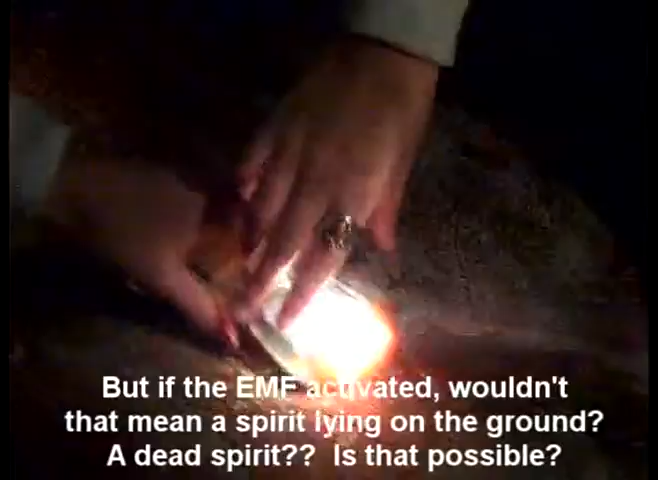 But if the EMF activated, wouldn't
that mean a spirit lying on the ground?
A dead spirit?? Is that possible?